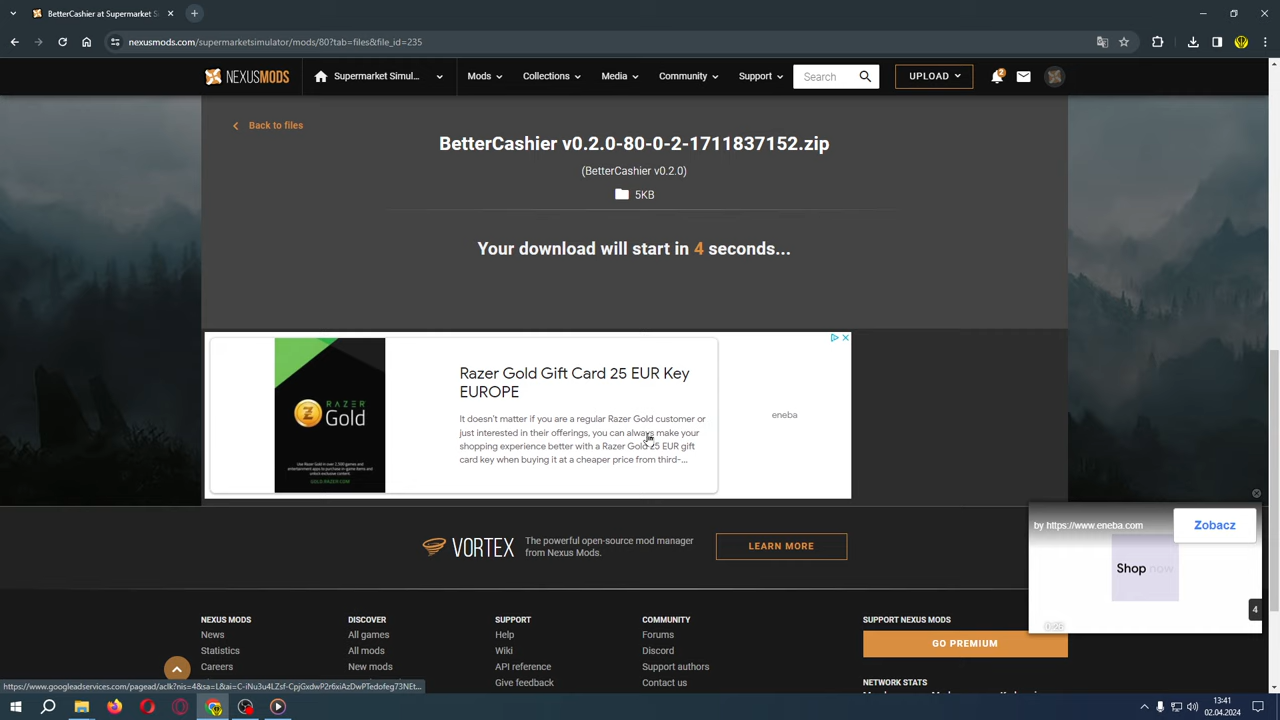 BetterCashier at Supermarket Si
nexusmods.com/supermarketsimulator/mods/80?tab=files&file_id=235
NEXUSMODS
Supermarket Simul...
Mods
Collections
Media
Community
Support
Search
UPLOAD
2
Back to files
BetterCashier v0.2.0-80-0-2-1711837152.zip
(BetterCashier v0.2.0)
5KB
Your download will start in 4 seconds...
RAZER
Gold
GOLD.RAZER.COM
Razer Gold Gift Card 25 EUR Key
EUROPE
It doesn't matter if you are a regular Razer Gold customer or
just interested in their offerings, you can always make your
shopping experience better with a Razer Gold 25 EUR gift
card key when buying it at a cheaper price from third-...
eneba
by https://www.eneba.com
Zobacz
Shop now
0:26
4
VORTEX
The powerful open-source mod manager
from Nexus Mods.
LEARN MORE
NEXUS MODS
News
Statistics
Careers
DISCOVER
All games
All mods
New mods
SUPPORT
Help
Wiki
API reference
Give feedback
COMMUNITY
Forums
Discord
Support authors
Contact us
SUPPORT NEXUS MODS
GO PREMIUM
NETWORK STATS
13:41
02.04.2024